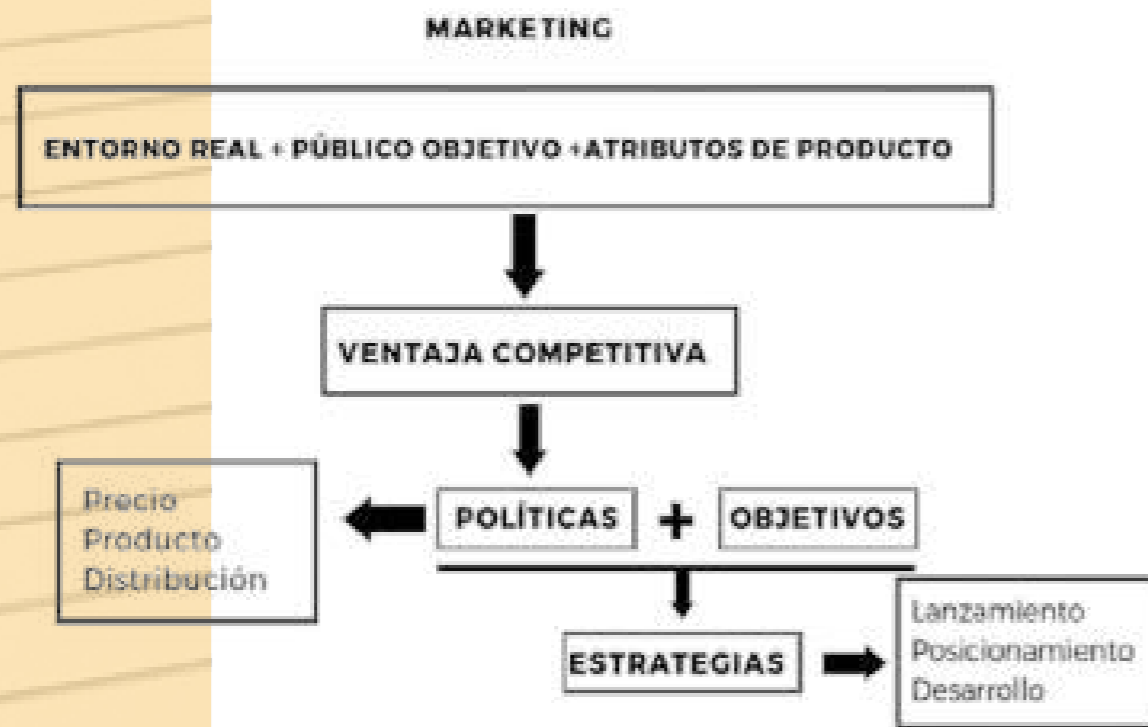 MARKETING
ENTORNO REAL + PÚBLICO OBJETIVO +ATRIBUTOS DE PRODUCTO
VENTAJA COMPETITIVA
Precio
Producto
Distribución
POLÍTICAS + OBJETIVOS
ESTRATEGIAS
Lanzamiento
Posicionamiento
Desarrollo